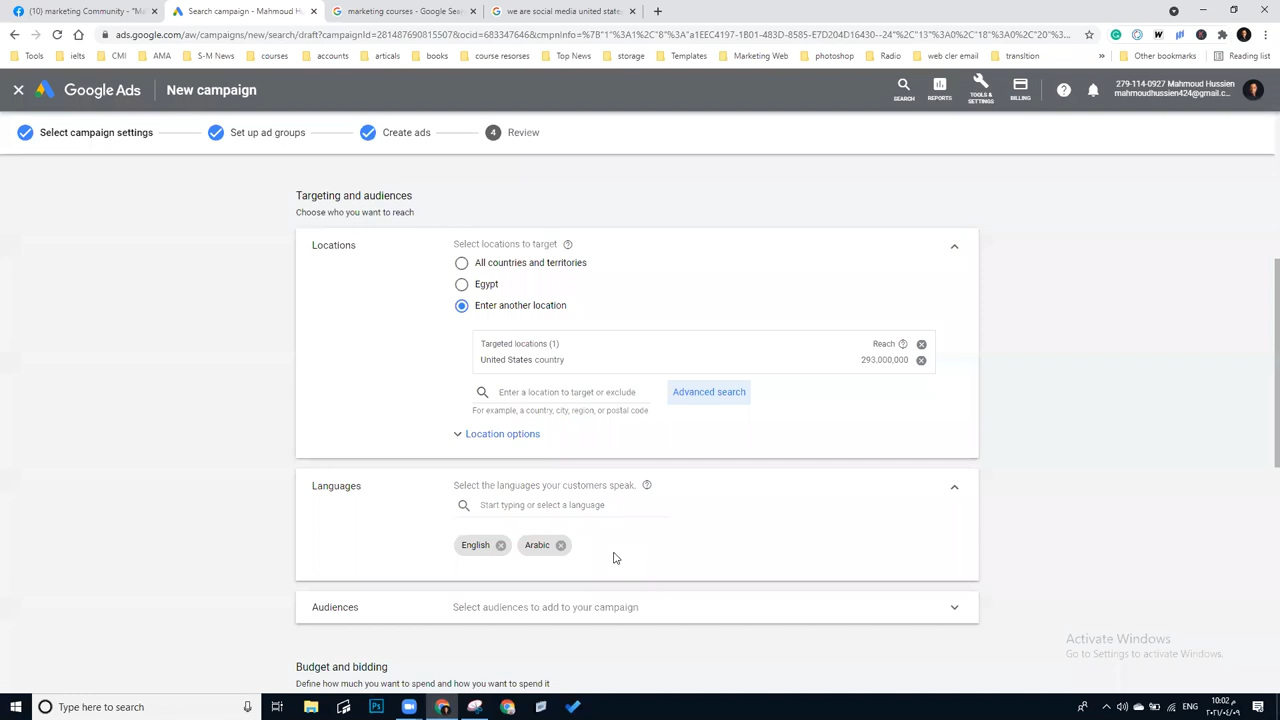 (10) marketing Community - "Ma
Search campaign - Mahmoud Hus
marketing courses - Google Sea
we are social media united state
ads.google.com/aw/campaigns/new/search/draft?campaignId=281487690815507&ocid=683347646&cmpnInfo=%7B"1"%3A1%2C"8"%3A"a1EEC4197-1B01-483D-8585-E7D204D16430--24"%2C"13"%3A0%2C"18"%3A0%2C"20"%...
Tools
ielts
CMI
AMA
S-M News
courses
accounts
articals
books
course resorses
Top News
storage
Templates
Marketing Web
photoshop
Radio
web cler email
transltion
»
Other bookmarks
Reading list
Google Ads
New campaign
SEARCH
REPORTS
TOOLS & SETTINGS
BILLING
279-114-0927 Mahmoud Hussien
mahmoudhussien424@gmail.c...
Select campaign settings
Set up ad groups
Create ads
4 Review
Targeting and audiences
Choose who you want to reach
Locations
Select locations to target
All countries and territories
Egypt
Enter another location
Targeted locations (1)
Reach
United States country
293,000,000
Enter a location to target or exclude
Advanced search
For example, a country, city, region, or postal code
Location options
Languages
Select the languages your customers speak.
Start typing or select a language
English
Arabic
Audiences
Select audiences to add to your campaign
Activate Windows
Go to Settings to activate Windows.
Budget and bidding
Define how much you want to spend and how you want to spend it
Type here to search
Ps
ENG
10:02 م
٢٠٢١/٠٤/٠٩